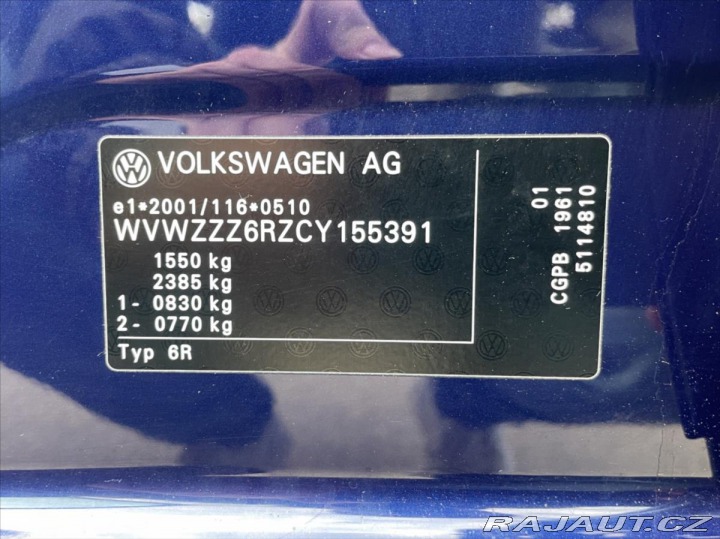 VOLKSWAGEN AG
e1*2001/116*0510
WVWZZZ6RZCY155391
1550 kg
2385 kg
1- 0830 kg
2- 0770 kg
Typ 6R
01
CGPB 1961
5114810
RAJAUT.CZ